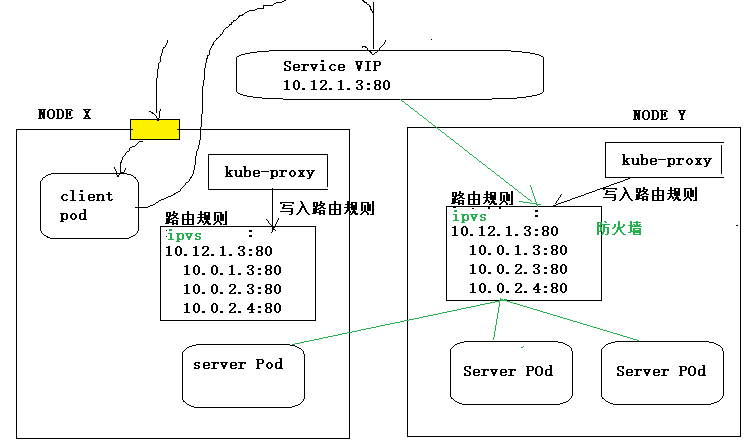 Service VIP
10.12.1.3:80
NODE X
NODE Y
kube-proxy
client
pod
写入路由规则
路由规则
ipvs :
10.12.1.3:80
10.0.1.3:80
10.0.2.3:80
10.0.2.4:80
server Pod
kube-proxy
写入路由规则
路由规则
ipvs :
防火墙
10.12.1.3:80
10.0.1.3:80
10.0.2.3:80
10.0.2.4:80
Server POd
Server POd